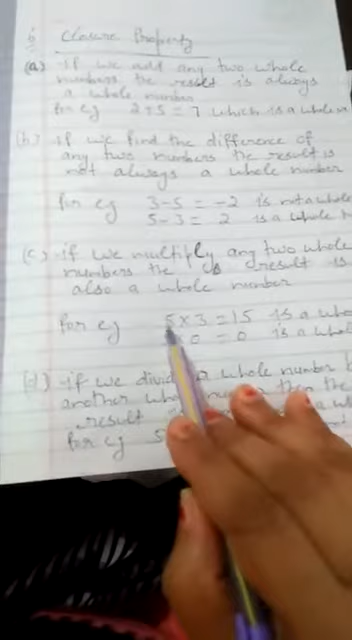 Closure Property
(a) if we add any two whole
numbers the result is always
a whole number
for eg 2+5 = 7 which is a whole
(b) if we find the difference of
any two numbers the result is
not always a whole number
for eg 3-5 = -2 is not a whole
5-3 = 2 is a whole
(c) if we multiply any two whole
numbers the result is
also a whole number
for eg 5×3 = 15 is a
×0 = 0 is a
(d) if we a whole number
another the
result
for eg 5